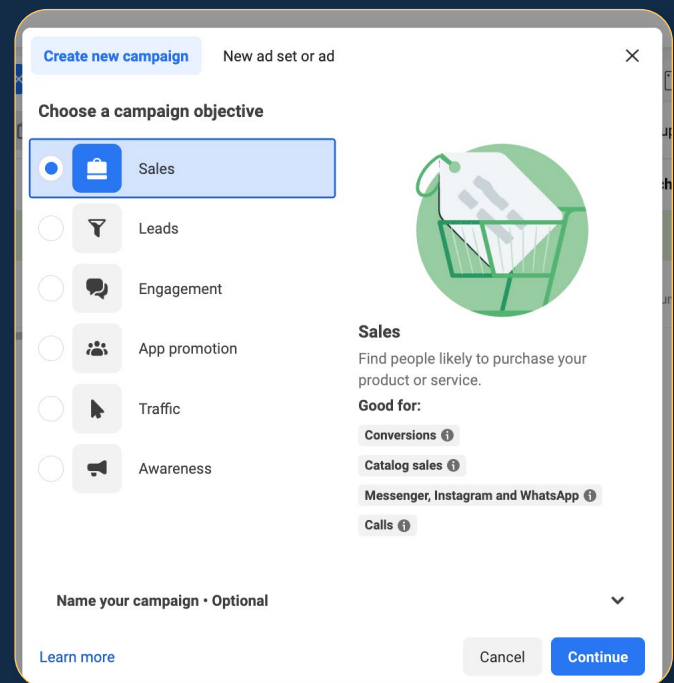 Create new campaign
New ad set or ad
Choose a campaign objective
Sales
Leads
Engagement
App promotion
Traffic
Awareness
Sales
Find people likely to purchase your
product or service.
Good for:
Conversions
Catalog sales
Messenger, Instagram and WhatsApp
Calls
Name your campaign • Optional
Learn more
Cancel
Continue